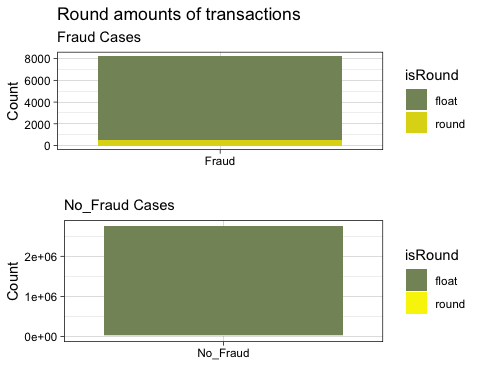 Round amounts of transactions
Fraud Cases
8000
6000
4000
2000
0
Count
Fraud
isRound
float
round
No_Fraud Cases
2e+06
1e+06
0e+00
Count
No_Fraud
isRound
float
round